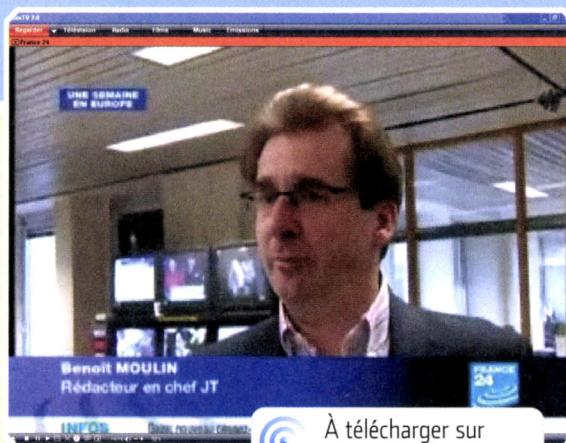 Regarder Télévision Radio Films Music Emissions
France 24
UNE SEMAINE
EN EUROPE
Benoit MOULIN
Rédacteur en chef JT
FRANCE
24
INFOS
À télécharger sur